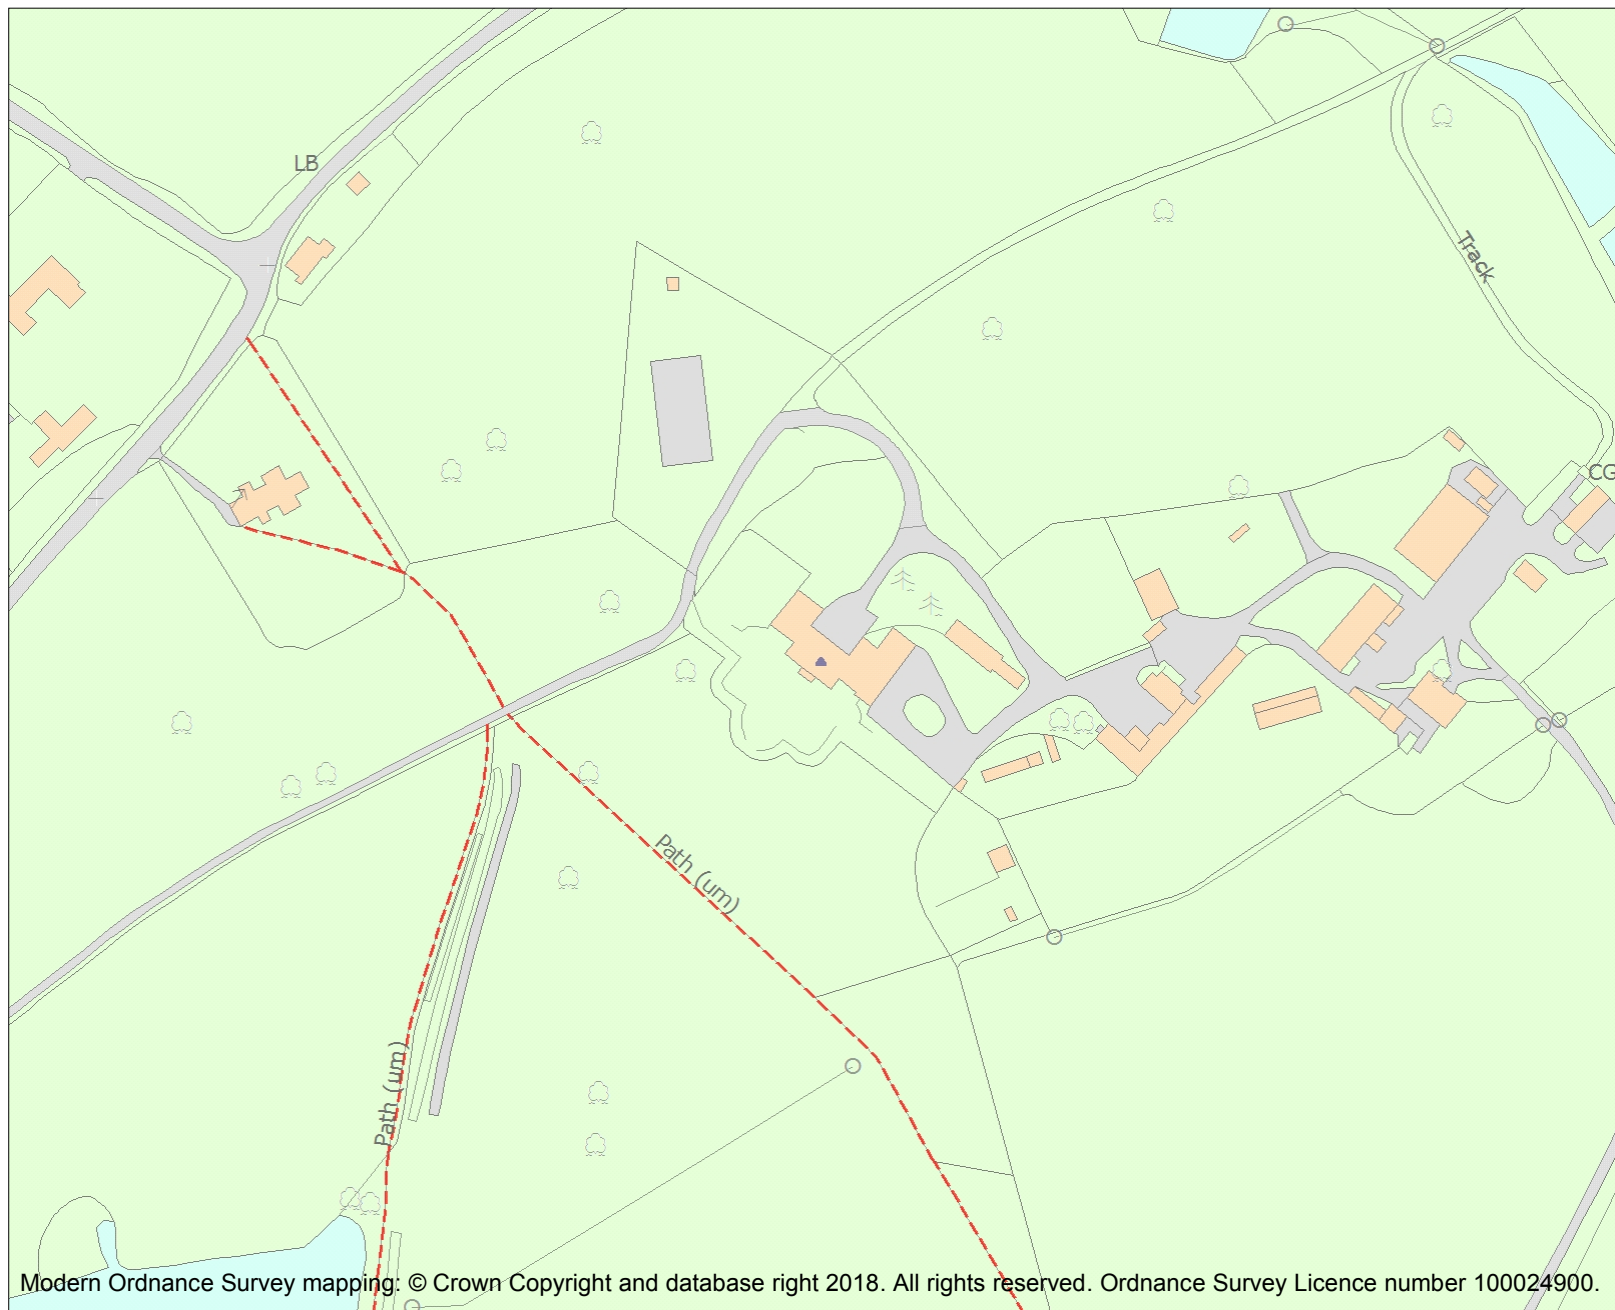 LB
Track
CG
Path (um)
Path (um)
Modern Ordnance Survey mapping: © Crown Copyright and database right 2018. All rights reserved. Ordnance Survey Licence number 100024900.